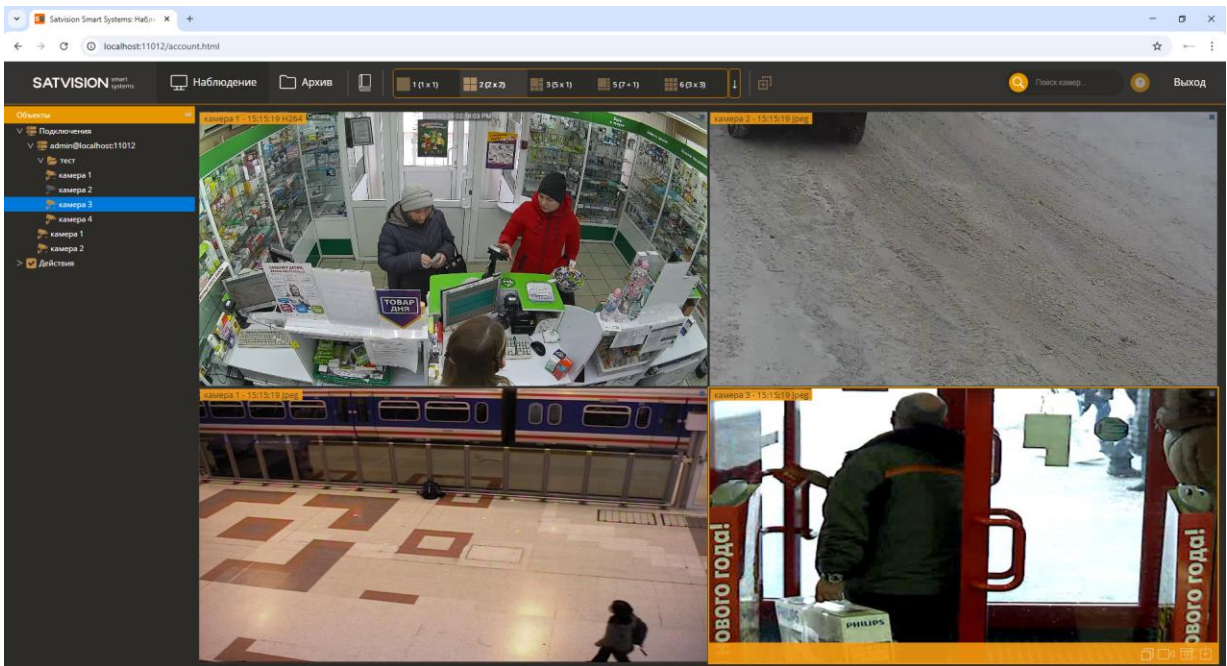 Satvision Smart Systems: Наблю
localhost:11012/account.html
SATVISION smart systems
Наблюдение
Архив
1 (1 x 1)
2 (2 x 2)
3 (5 x 1)
5 (7 + 1)
6 (3 x 3)
Поиск камер...
Выход
Объекты
Подключения
admin@localhost:11012
тест
камера 1
камера 2
камера 3
камера 4
камера 1
камера 2
Действия
камера 1 - 15:15:19 H264
ТОВАР
ДНЯ
камера 2 - 15:15:19 jpeg
камера 1 - 15:15:19 jpeg
камера 3 - 15:15:19 jpeg
нового года!
PHILIPS
нового года!